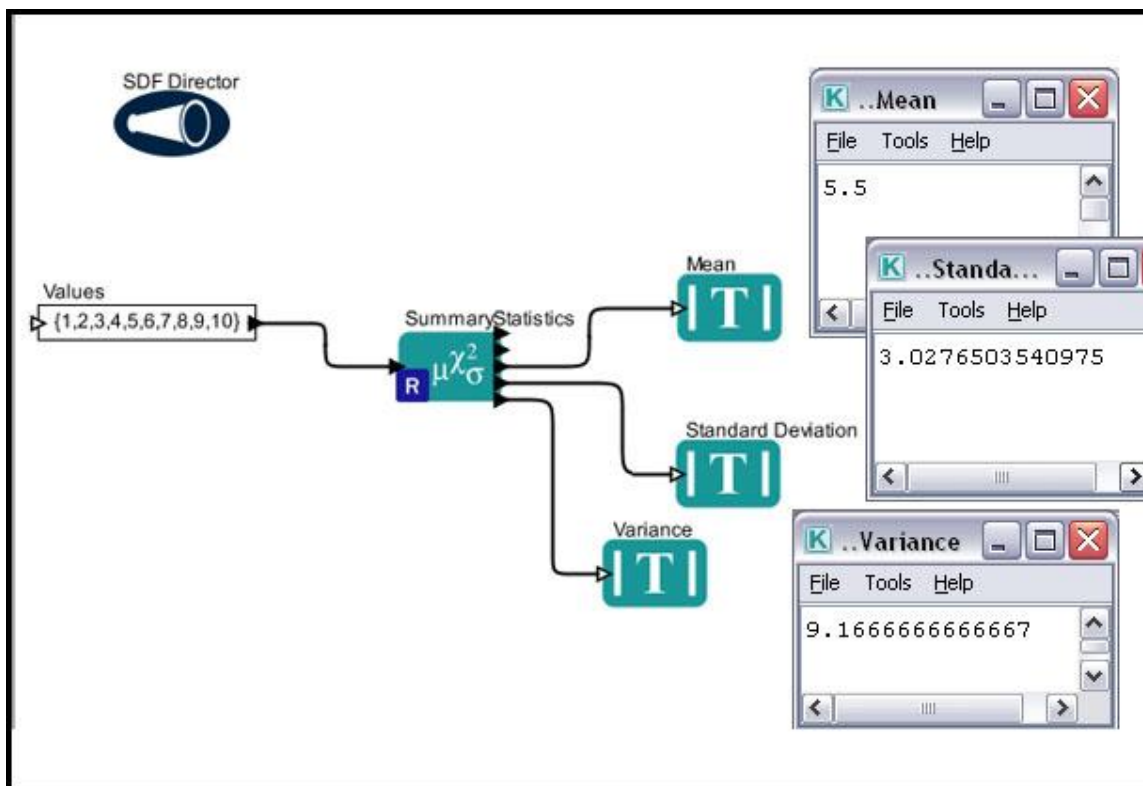 SDF Director
Values
{1,2,3,4,5,6,7,8,9,10}
SummaryStatistics
μχ²σ
R
Mean
T
Standard Deviation
T
Variance
T
K ..Mean
File Tools Help
5.5
K ..Standa...
File Tools Help
3.0276503540975
K ..Variance
File Tools Help
9.1666666666667